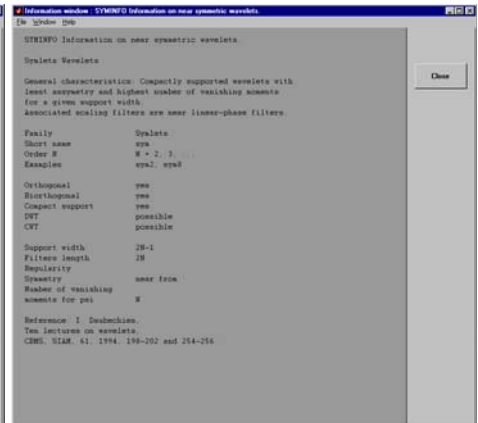 Information window : SYMINFO Information on near symmetric wavelets.
File Window Help
SYMINFO Information on near symmetric wavelets.
Symlets Wavelets
General characteristics: Compactly supported wavelets with
least assymetry and highest number of vanishing moments
for a given support width.
Associated scaling filters are near linear-phase filters.
Family Symlets
Short name sym
Order N N = 2, 3, ...
Examples sym2, sym8
Orthogonal yes
Biorthogonal yes
Compact support yes
DWT possible
CWT possible
Support width 2N-1
Filters length 2N
Regularity
Symmetry near from
Number of vanishing
moments for psi N
Reference: I. Daubechies,
Ten lectures on wavelets,
CBMS, SIAM, 61, 1994, 198-202 and 254-256
Close